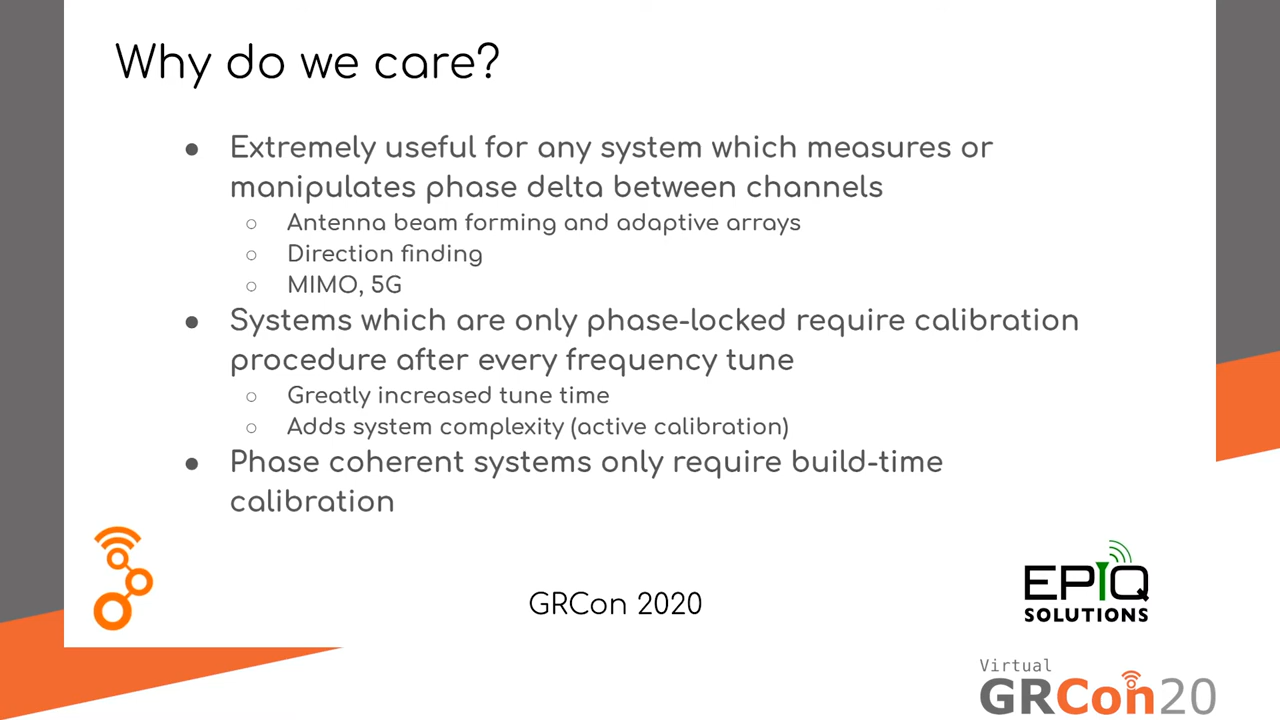 Why do we care?
● Extremely useful for any system which measures or
manipulates phase delta between channels
○ Antenna beam forming and adaptive arrays
○ Direction finding
○ MIMO, 5G
● Systems which are only phase-locked require calibration
procedure after every frequency tune
○ Greatly increased tune time
○ Adds system complexity (active calibration)
● Phase coherent systems only require build-time
calibration
GRCon 2020
EPIQ
SOLUTIONS
Virtual
GRCon20